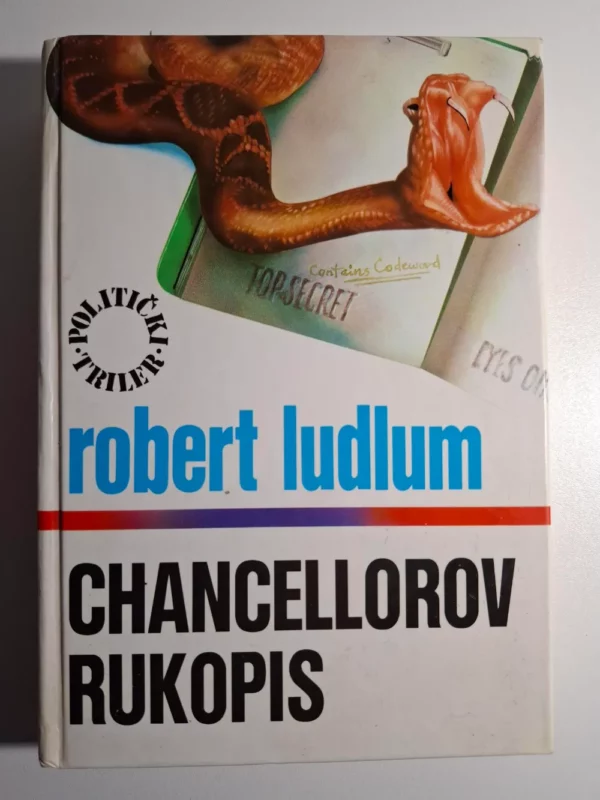 Contains Codeword
TOP-SECRET
EYES
·POLITIČKI·
TRILER
robert ludlum
CHANCELLOROV
RUKOPIS